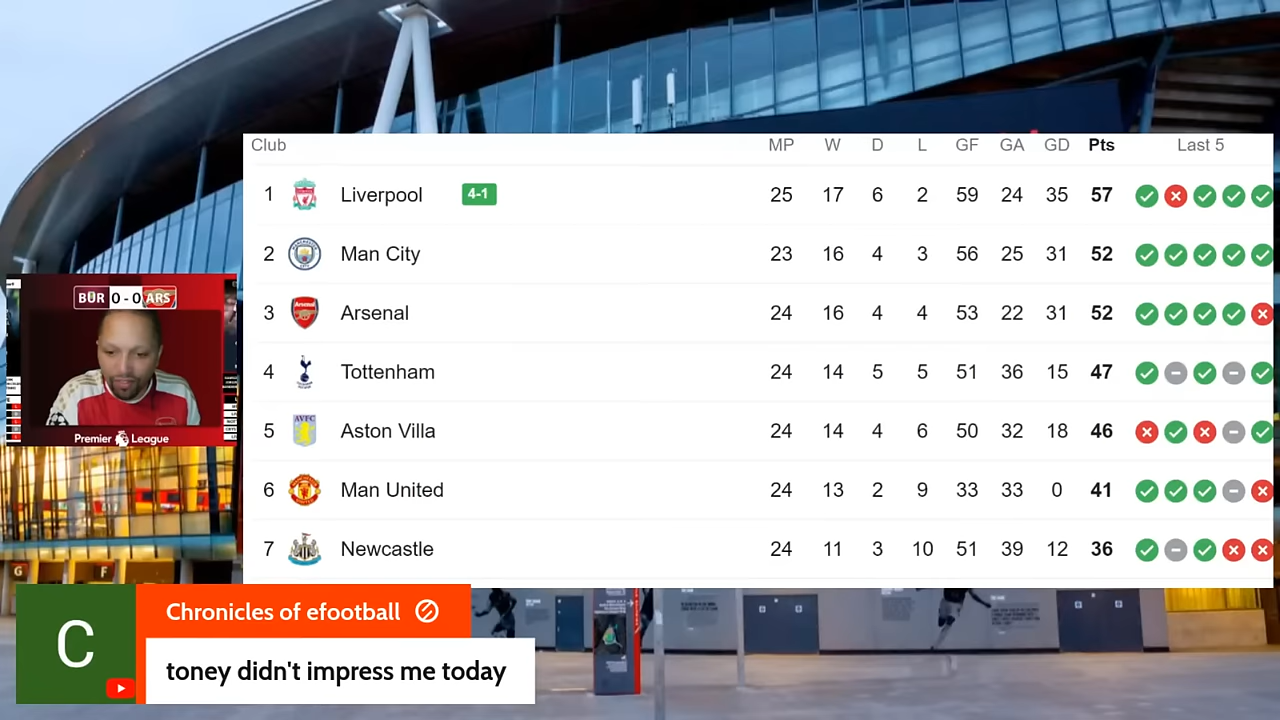 Club MP W D L GF GA GD Pts Last 5
1 Liverpool 4-1 25 17 6 2 59 24 35 57
2 Man City 23 16 4 3 56 25 31 52
3 Arsenal 24 16 4 4 53 22 31 52
4 Tottenham 24 14 5 5 51 36 15 47
5 Aston Villa 24 14 4 6 50 32 18 46
6 Man United 24 13 2 9 33 33 0 41
7 Newcastle 24 11 3 10 51 39 12 36
BUR 0 - 0 ARS
Premier League
AVFC
Arsenal
G F
C
Chronicles of efootball
toney didn't impress me today